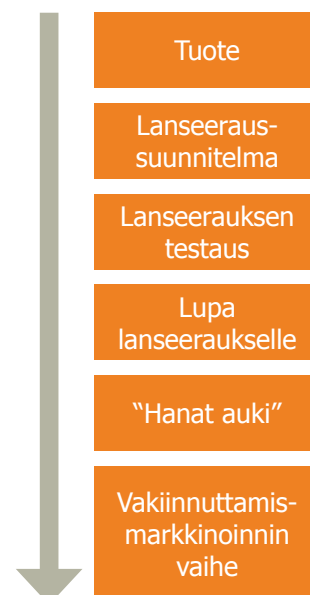 Tuote
Lanseeraus-
suunnitelma
Lanseerauksen
testaus
Lupa
lanseeraukselle
“Hanat auki”
Vakiinnuttamis-
markkinoinnin
vaihe